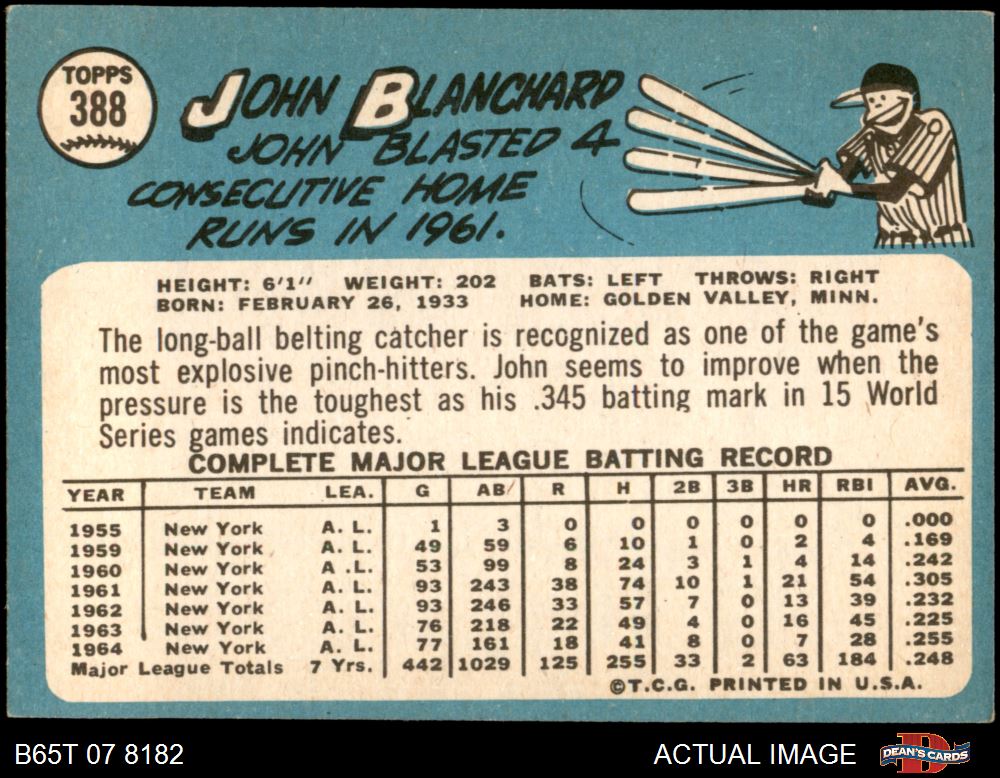 TOPPS
388
JOHN BLANCHARD
JOHN BLASTED 4
CONSECUTIVE HOME
RUNS IN 1961.
HEIGHT: 6'1" WEIGHT: 202 BATS: LEFT THROWS: RIGHT
BORN: FEBRUARY 26, 1933 HOME: GOLDEN VALLEY, MINN.
The long-ball belting catcher is recognized as one of the game's
most explosive pinch-hitters. John seems to improve when the
pressure is the toughest as his .345 batting mark in 15 World
Series games indicates.
COMPLETE MAJOR LEAGUE BATTING RECORD
YEAR TEAM LEA. G AB R H 2B 3B HR RBI AVG.
1955 New York A. L. 1 3 0 0 0 0 0 0 .000
1959 New York A. L. 49 59 6 10 1 0 2 4 .169
1960 New York A .L. 53 99 8 24 3 1 4 14 .242
1961 New York A. L. 93 243 38 74 10 1 21 54 .305
1962 New York A. L. 93 246 33 57 7 0 13 39 .232
1963 New York A. L. 76 218 22 49 4 0 16 45 .225
1964 New York A. L. 77 161 18 41 8 0 7 28 .255
Major League Totals 7 Yrs. 442 1029 125 255 33 2 63 184 .248
©T.C.G. PRINTED IN U.S.A.
B65T 07 8182 ACTUAL IMAGE DEAN'S CARDS